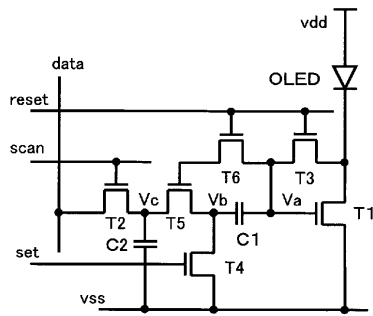 vdd
data
OLED
reset
scan
T6
T3
T2
Vc
T5
Vb
Va
C1
T1
C2
T4
set
vss